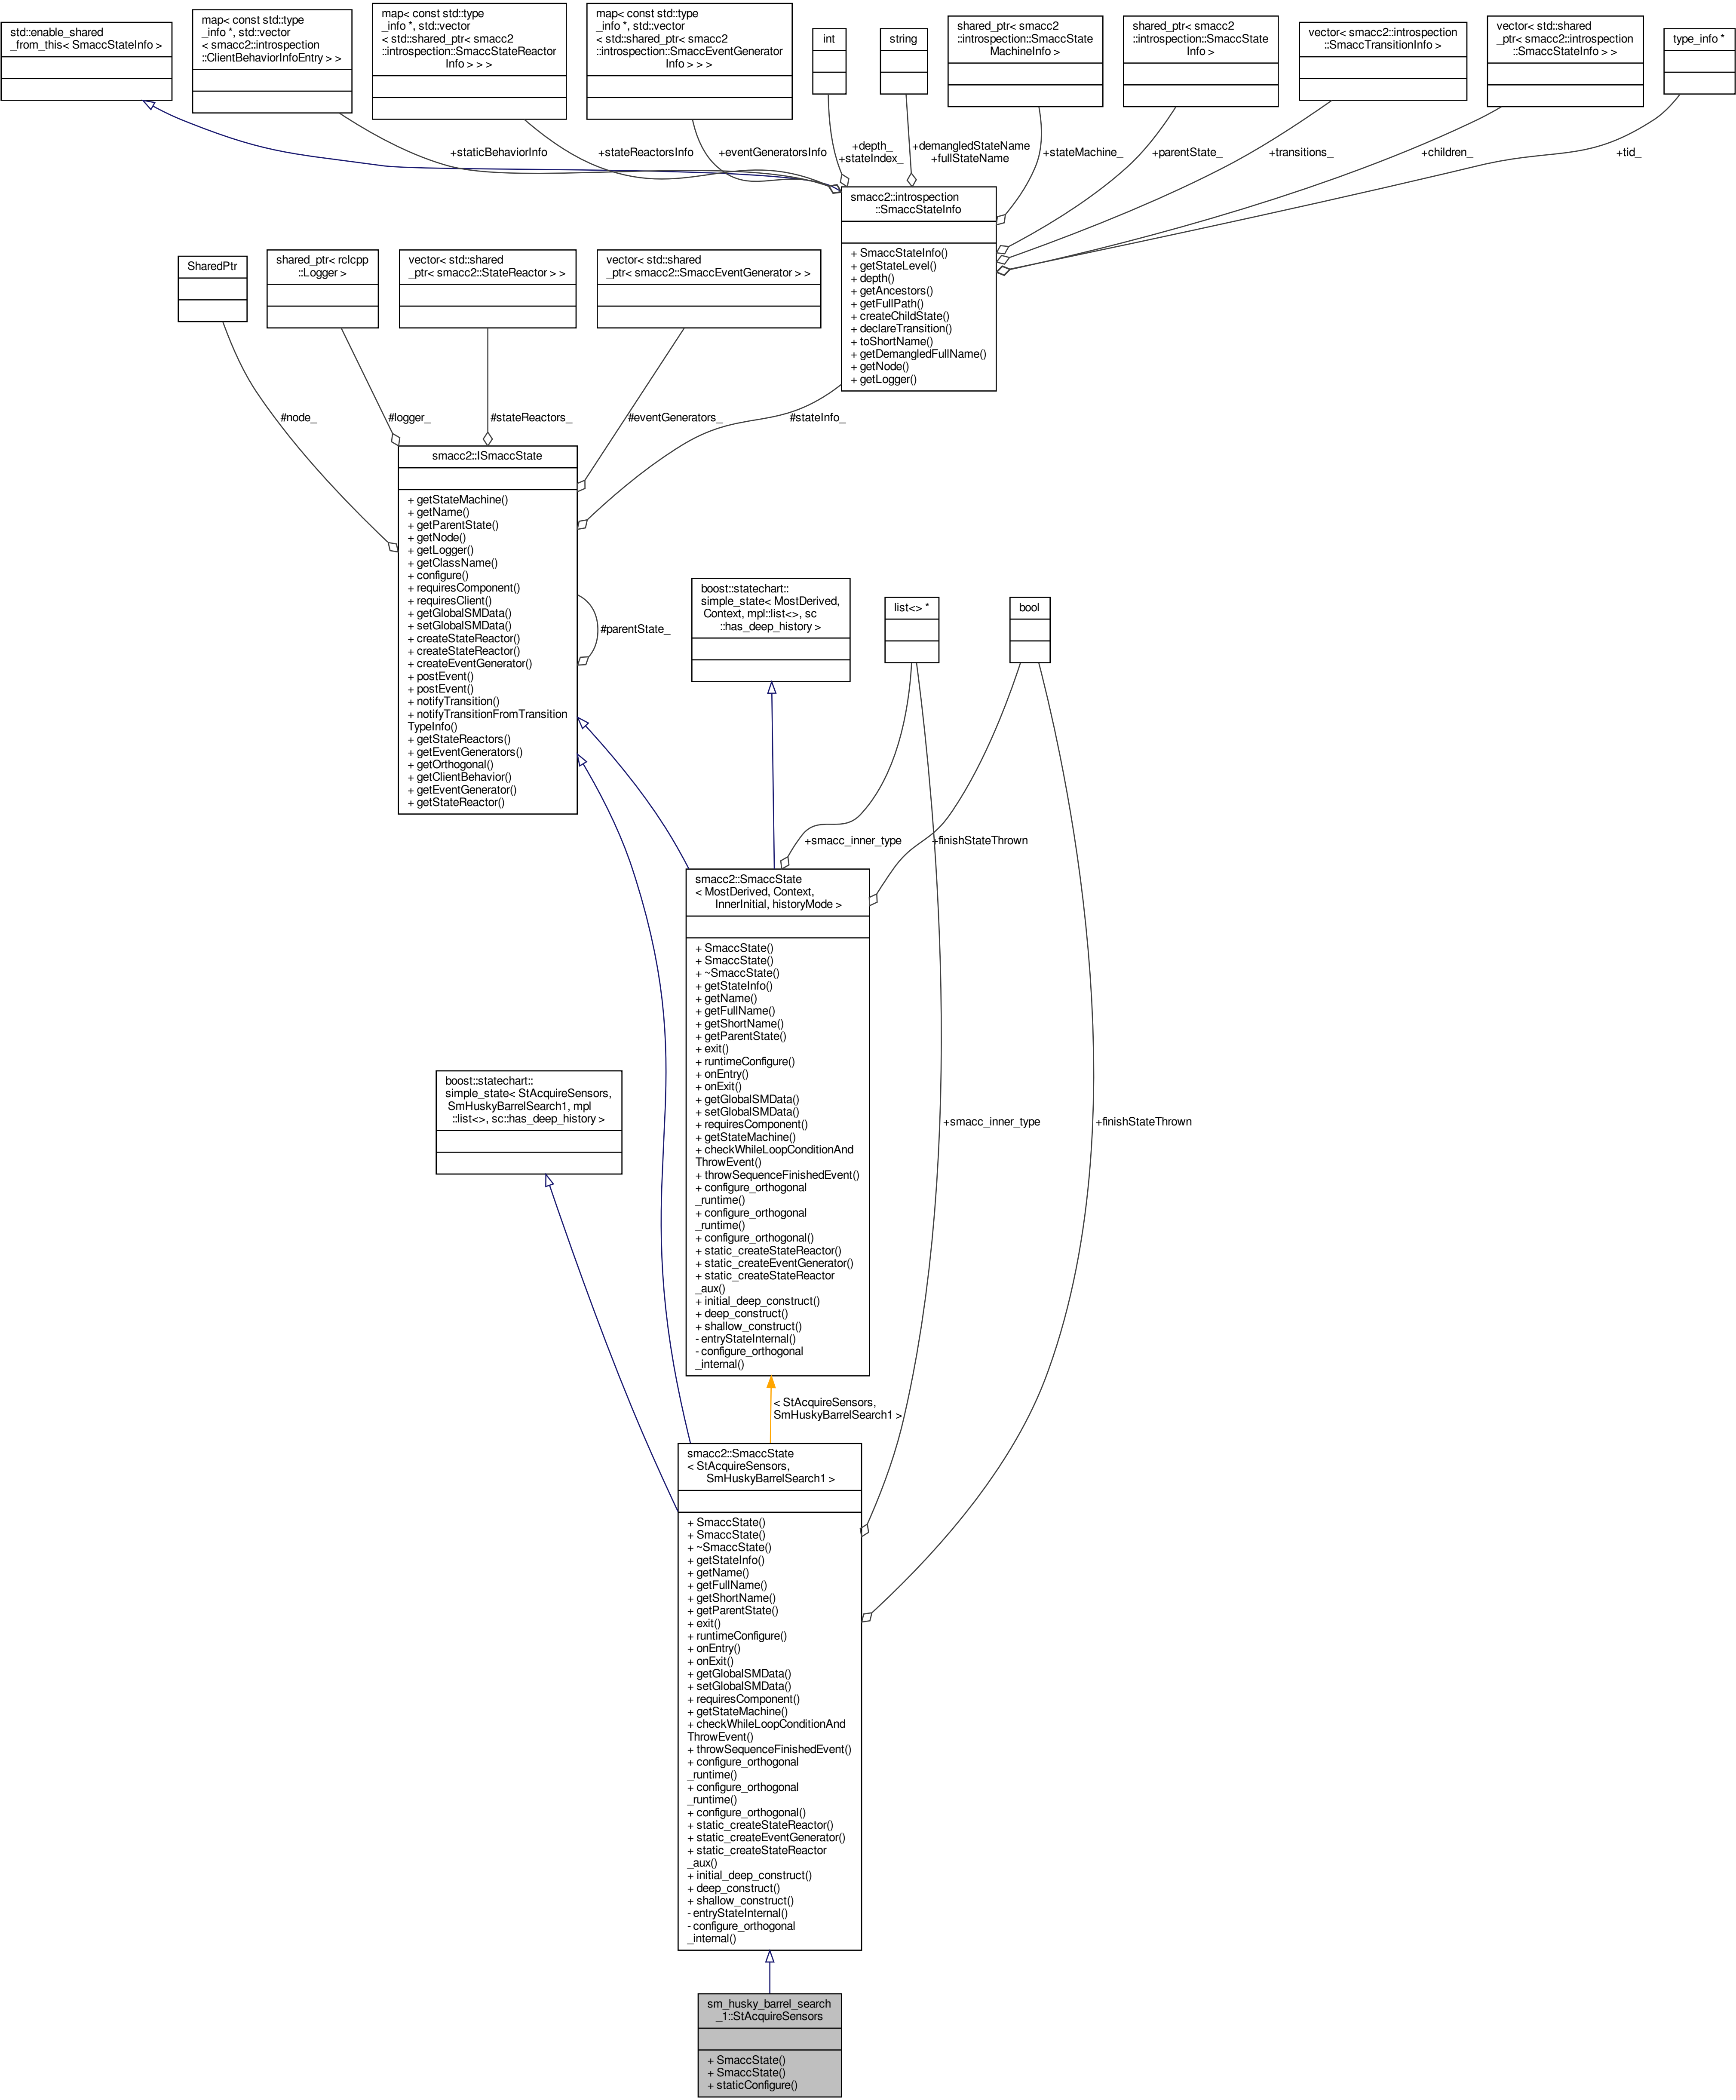 std::enable_shared
_from_this< SmaccStateInfo >
map< const std::type
_info *, std::vector
< smacc2::introspection
::ClientBehaviorInfoEntry > >
map< const std::type
_info *, std::vector
< std::shared_ptr< smacc2
::introspection::SmaccStateReactor
Info > > >
map< const std::type
_info *, std::vector
< std::shared_ptr< smacc2
::introspection::SmaccEventGenerator
Info > > >
int
string
shared_ptr< smacc2
::introspection::SmaccState
MachineInfo >
shared_ptr< smacc2
::introspection::SmaccState
Info >
vector< smacc2::introspection
::SmaccTransitionInfo >
vector< std::shared
_ptr< smacc2::introspection
::SmaccStateInfo > >
type_info *
+staticBehaviorInfo
+stateReactorsInfo
+eventGeneratorsInfo
+depth_
+stateIndex_
+demangledStateName
+fullStateName
+stateMachine_
+parentState_
+transitions_
+children_
+tid_
smacc2::introspection
::SmaccStateInfo
+ SmaccStateInfo()
+ getStateLevel()
+ depth()
+ getAncestors()
+ getFullPath()
+ createChildState()
+ declareTransition()
+ toShortName()
+ getDemangledFullName()
+ getNode()
+ getLogger()
SharedPtr
shared_ptr< rclcpp
::Logger >
vector< std::shared
_ptr< smacc2::StateReactor > >
vector< std::shared
_ptr< smacc2::SmaccEventGenerator > >
#node_
#logger_
#stateReactors_
#eventGenerators_
#stateInfo_
smacc2::ISmaccState
+ getStateMachine()
+ getName()
+ getParentState()
+ getNode()
+ getLogger()
+ getClassName()
+ configure()
+ requiresComponent()
+ requiresClient()
+ getGlobalSMData()
+ setGlobalSMData()
+ createStateReactor()
+ createStateReactor()
+ createEventGenerator()
+ postEvent()
+ postEvent()
+ notifyTransition()
+ notifyTransitionFromTransition
TypeInfo()
+ getStateReactors()
+ getEventGenerators()
+ getOrthogonal()
+ getClientBehavior()
+ getEventGenerator()
+ getStateReactor()
#parentState_
boost::statechart::
simple_state< MostDerived,
Context, mpl::list<>, sc
::has_deep_history >
list<> *
bool
+smacc_inner_type
+finishStateThrown
smacc2::SmaccState
< MostDerived, Context,
InnerInitial, historyMode >
+ SmaccState()
+ SmaccState()
+ ~SmaccState()
+ getStateInfo()
+ getName()
+ getFullName()
+ getShortName()
+ getParentState()
+ exit()
+ runtimeConfigure()
+ onEntry()
+ onExit()
+ getGlobalSMData()
+ setGlobalSMData()
+ requiresComponent()
+ getStateMachine()
+ checkWhileLoopConditionAnd
ThrowEvent()
+ throwSequenceFinishedEvent()
+ configure_orthogonal
_runtime()
+ configure_orthogonal
_runtime()
+ configure_orthogonal()
+ static_createStateReactor()
+ static_createEventGenerator()
+ static_createStateReactor
_aux()
+ initial_deep_construct()
+ deep_construct()
+ shallow_construct()
- entryStateInternal()
- configure_orthogonal
_internal()
boost::statechart::
simple_state< StAcquireSensors,
SmHuskyBarrelSearch1, mpl
::list<>, sc::has_deep_history >
+smacc_inner_type
+finishStateThrown
< StAcquireSensors,
SmHuskyBarrelSearch1 >
smacc2::SmaccState
< StAcquireSensors,
SmHuskyBarrelSearch1 >
+ SmaccState()
+ SmaccState()
+ ~SmaccState()
+ getStateInfo()
+ getName()
+ getFullName()
+ getShortName()
+ getParentState()
+ exit()
+ runtimeConfigure()
+ onEntry()
+ onExit()
+ getGlobalSMData()
+ setGlobalSMData()
+ requiresComponent()
+ getStateMachine()
+ checkWhileLoopConditionAnd
ThrowEvent()
+ throwSequenceFinishedEvent()
+ configure_orthogonal
_runtime()
+ configure_orthogonal
_runtime()
+ configure_orthogonal()
+ static_createStateReactor()
+ static_createEventGenerator()
+ static_createStateReactor
_aux()
+ initial_deep_construct()
+ deep_construct()
+ shallow_construct()
- entryStateInternal()
- configure_orthogonal
_internal()
sm_husky_barrel_search
_1::StAcquireSensors
+ SmaccState()
+ SmaccState()
+ staticConfigure()